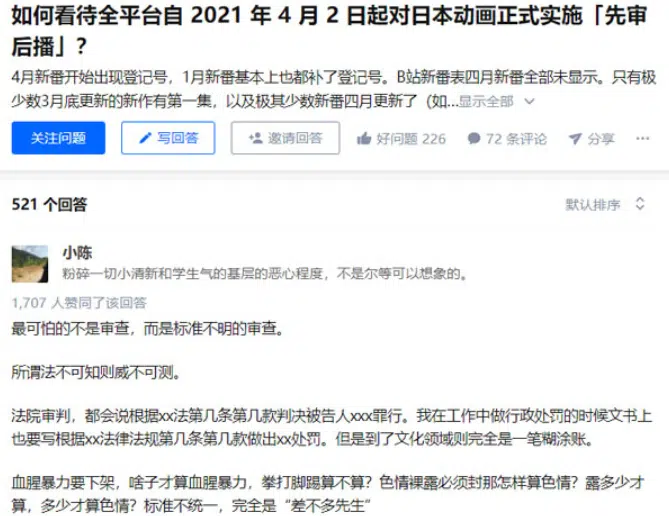 如何看待全平台自 2021 年 4 月 2 日起对日本动画正式实施「先审
后播」？
4月新番开始出现登记号，1月新番基本上也都补了登记号。B站新番表四月新番全部未显示。只有极
少数3月底更新的新作有第一集，以及极其少数新番四月更新了（如...显示全部
关注问题 写回答 邀请回答 好问题 226 72 条评论 分享 ...
521 个回答 默认排序
小陈
粉碎一切小清新和学生气的基层的恶心程度，不是尔等可以想象的。
1,707 人赞同了该回答
最可怕的不是审查，而是标准不明的审查。
所谓法不可知则威不可测。
法院审判，都会说根据xx法第几条第几款判决被告人xxx罪行。我在工作中做行政处罚的时候文书上
也要写根据xx法律法规第几条第几款做出xx处罚。但是到了文化领域则完全是一笔糊涂账。
血腥暴力要下架，啥子才算血腥暴力，拳打脚踢算不算？色情裸露必须封那怎样算色情？露多少才
算，多少才算色情？标准不统一，完全是“差不多先生”